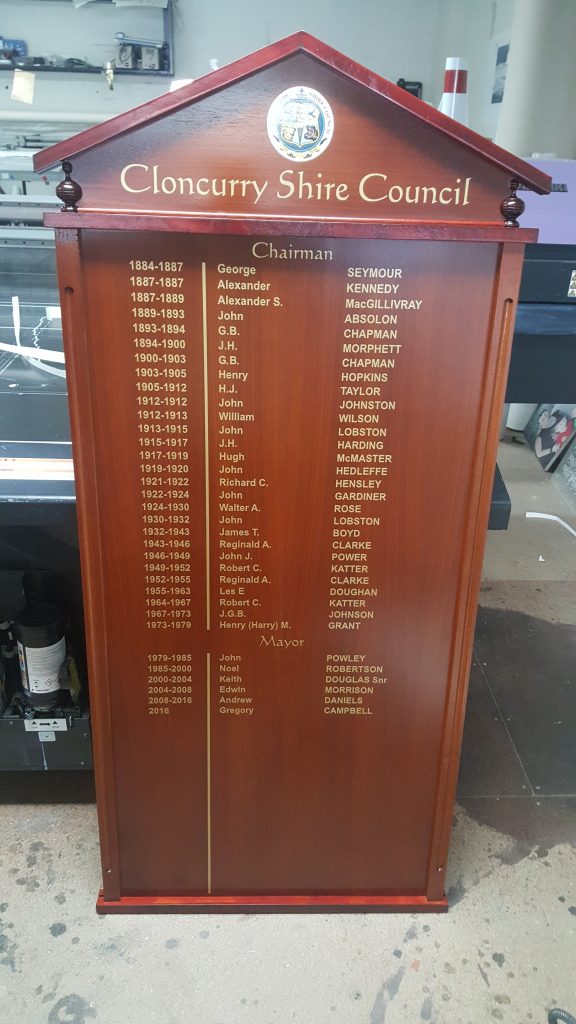 Cloncurry Shire Council
Chairman
1884-1887 George SEYMOUR
1887-1887 Alexander KENNEDY
1887-1889 Alexander S. MacGILLIVRAY
1889-1893 John ABSOLON
1893-1894 G.B. CHAPMAN
1894-1900 J.H. MORPHETT
1900-1903 G.B. CHAPMAN
1903-1905 Henry HOPKINS
1905-1912 H.J. TAYLOR
1912-1912 John JOHNSTON
1912-1913 William WILSON
1913-1915 John LOBSTON
1915-1917 J.H. HARDING
1917-1919 Hugh McMASTER
1919-1920 John HEDLEFFE
1921-1922 Richard C. HENSLEY
1922-1924 John GARDINER
1924-1930 Walter A. ROSE
1930-1932 John LOBSTON
1932-1943 James T. BOYD
1943-1946 Reginald A. CLARKE
1946-1949 John J. POWER
1949-1952 Robert C. KATTER
1952-1955 Reginald A. CLARKE
1955-1963 Les E DOUGHAN
1964-1967 Robert C. KATTER
1967-1973 J.G.B. JOHNSON
1973-1979 Henry (Harry) M. GRANT
Mayor
1979-1985 John POWLEY
1985-2000 Noel ROBERTSON
2000-2004 Keith DOUGLAS Snr
2004-2008 Edwin MORRISON
2008-2016 Andrew DANIELS
2016 Gregory CAMPBELL